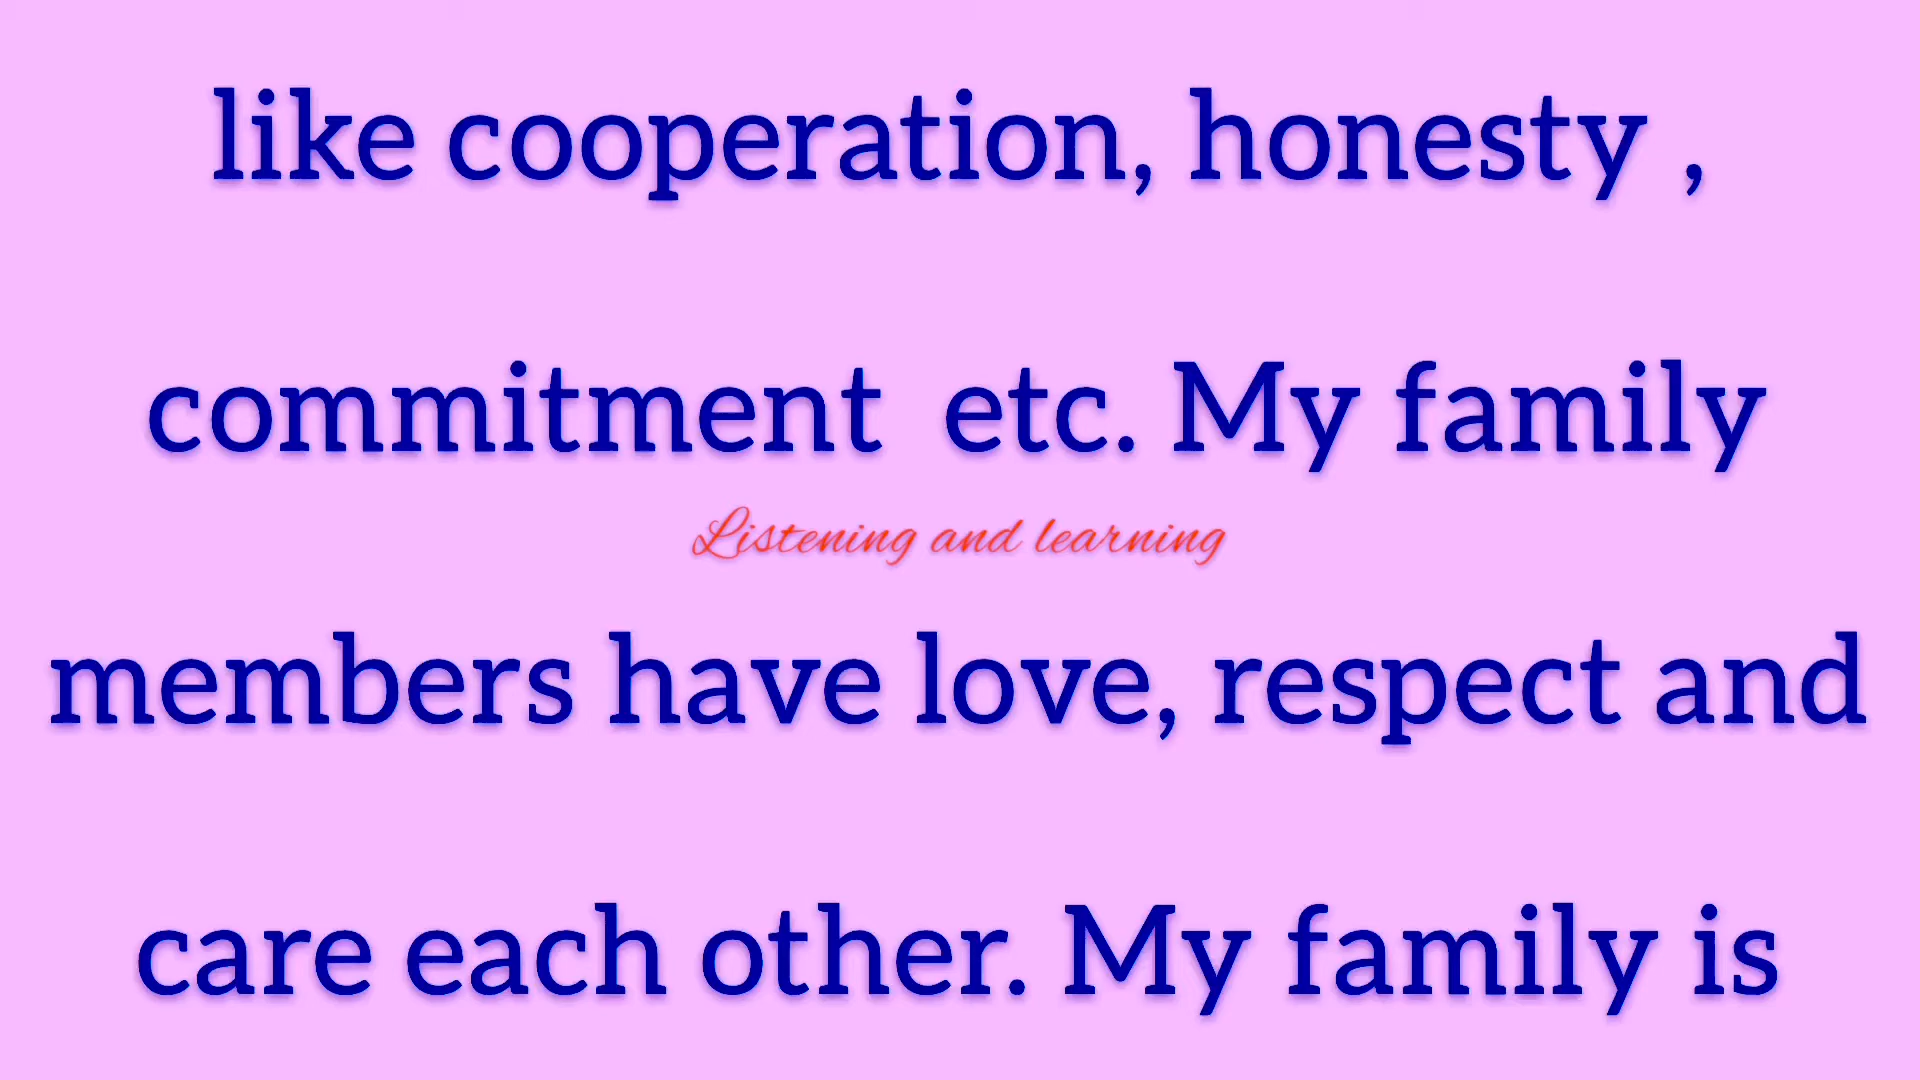 like cooperation, honesty ,
commitment  etc. My family
Listening and learning
members have love, respect and
care each other. My family is